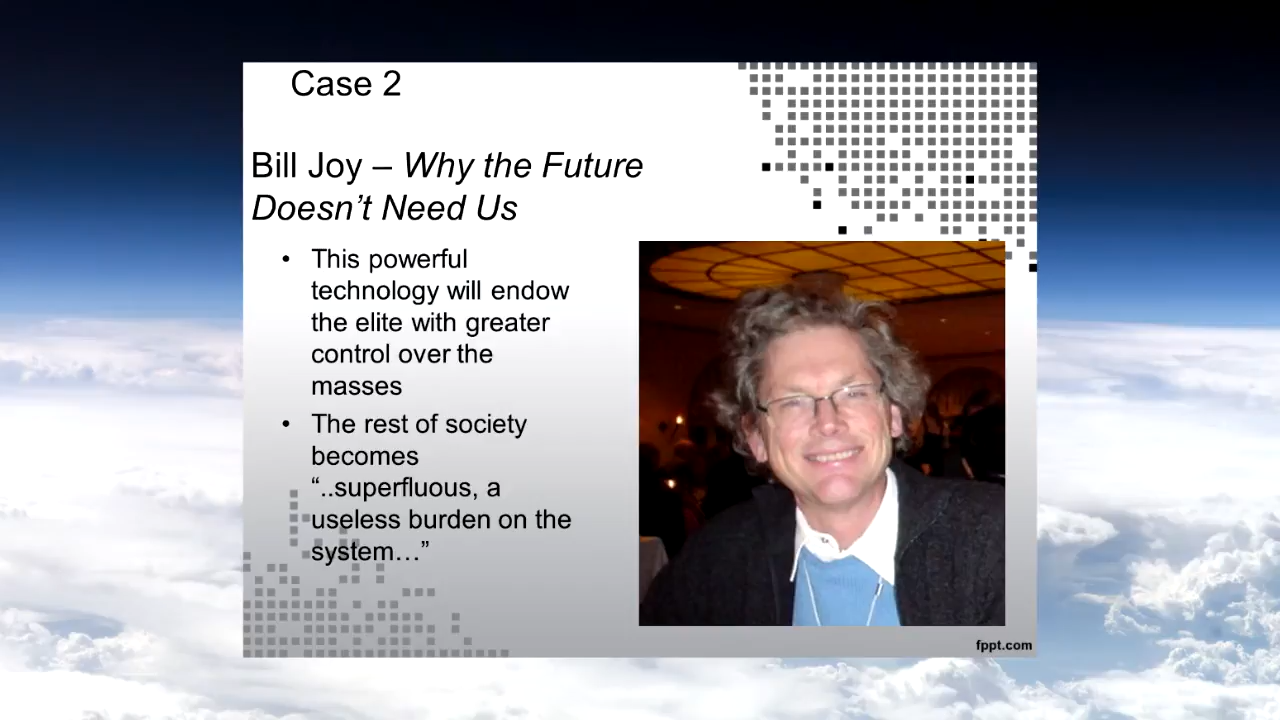 Case 2
Bill Joy – Why the Future
Doesn’t Need Us
• This powerful
technology will endow
the elite with greater
control over the
masses
• The rest of society
becomes
“..superfluous, a
useless burden on the
system…”
fppt.com